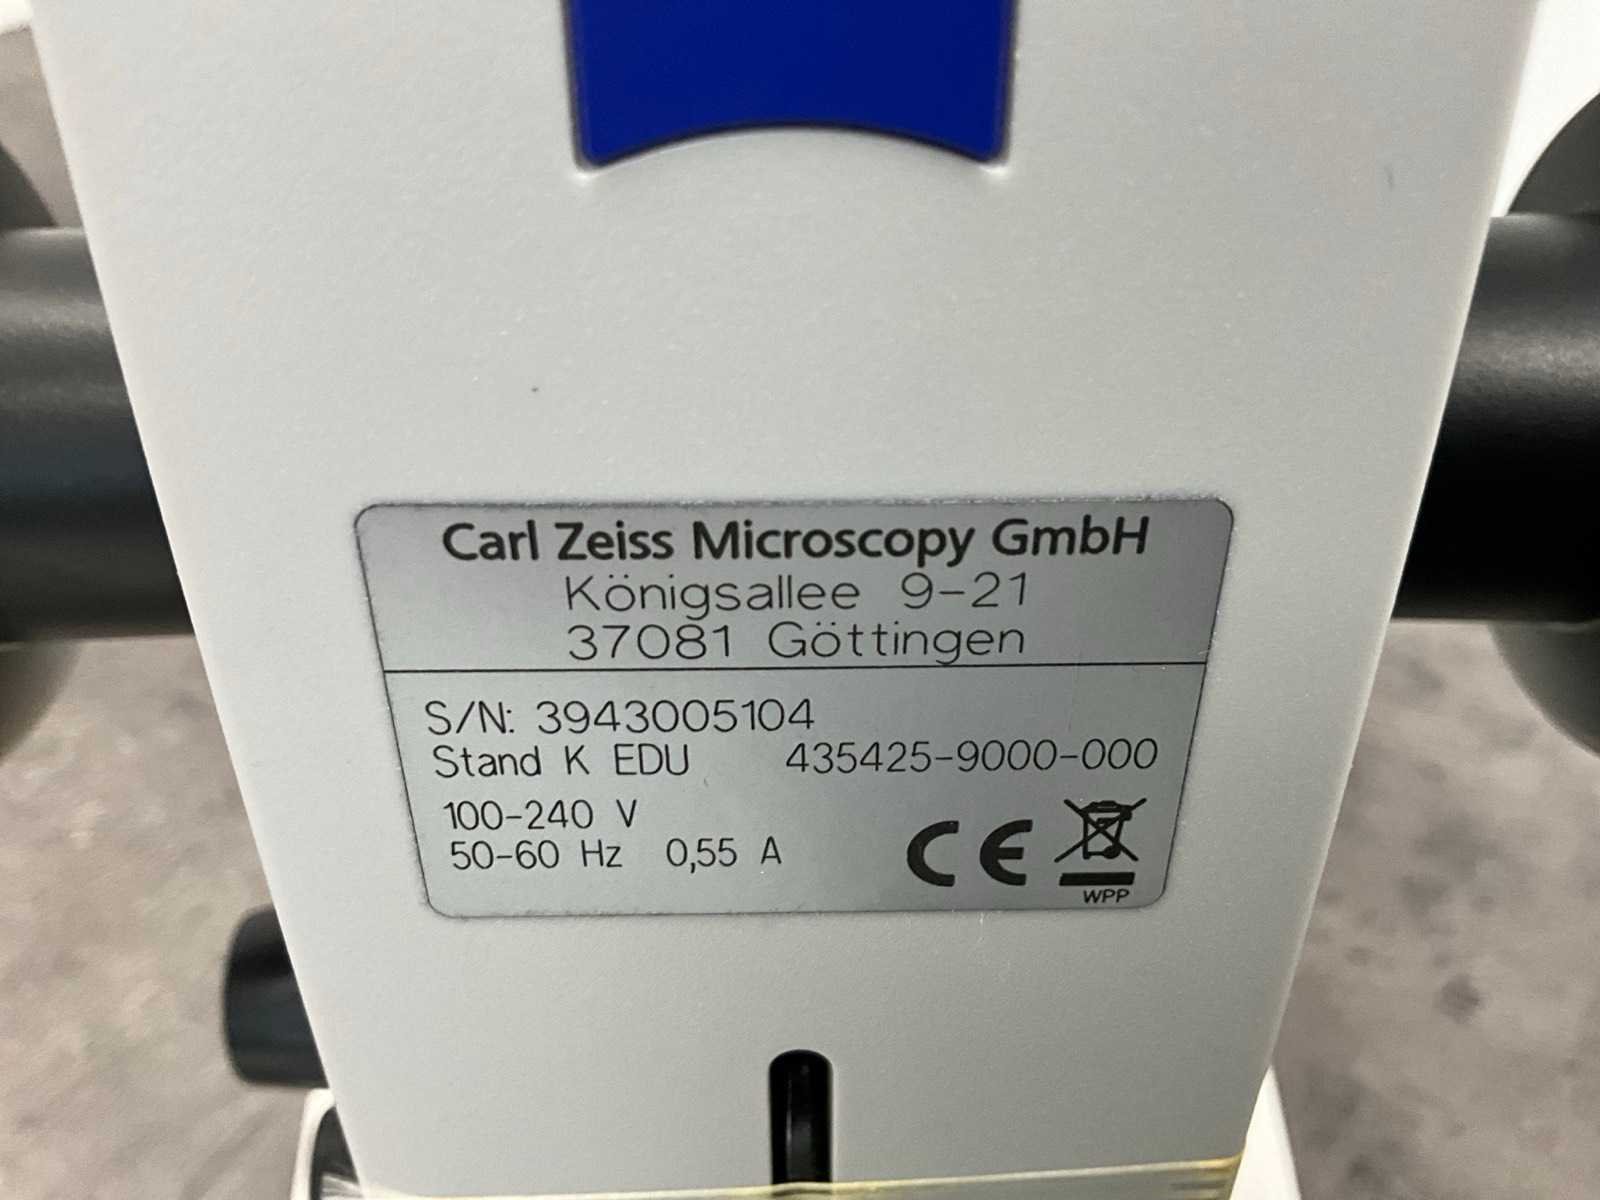 Carl Zeiss Microscopy GmbH
Königsallee 9-21
37081 Göttingen
S/N: 3943005104
Stand K EDU 435425-9000-000
100-240 V
50-60 Hz 0,55 A
CE
WPP